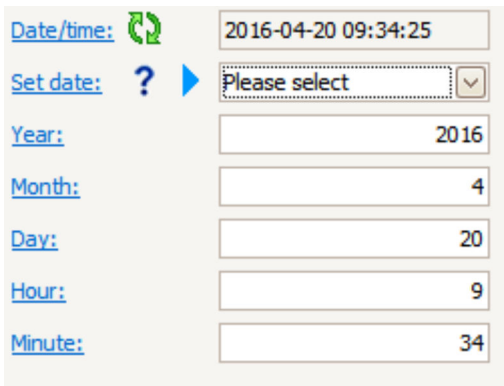 Date/time: 2016-04-20 09:34:25
Set date: ? Please select
Year: 2016
Month: 4
Day: 20
Hour: 9
Minute: 34